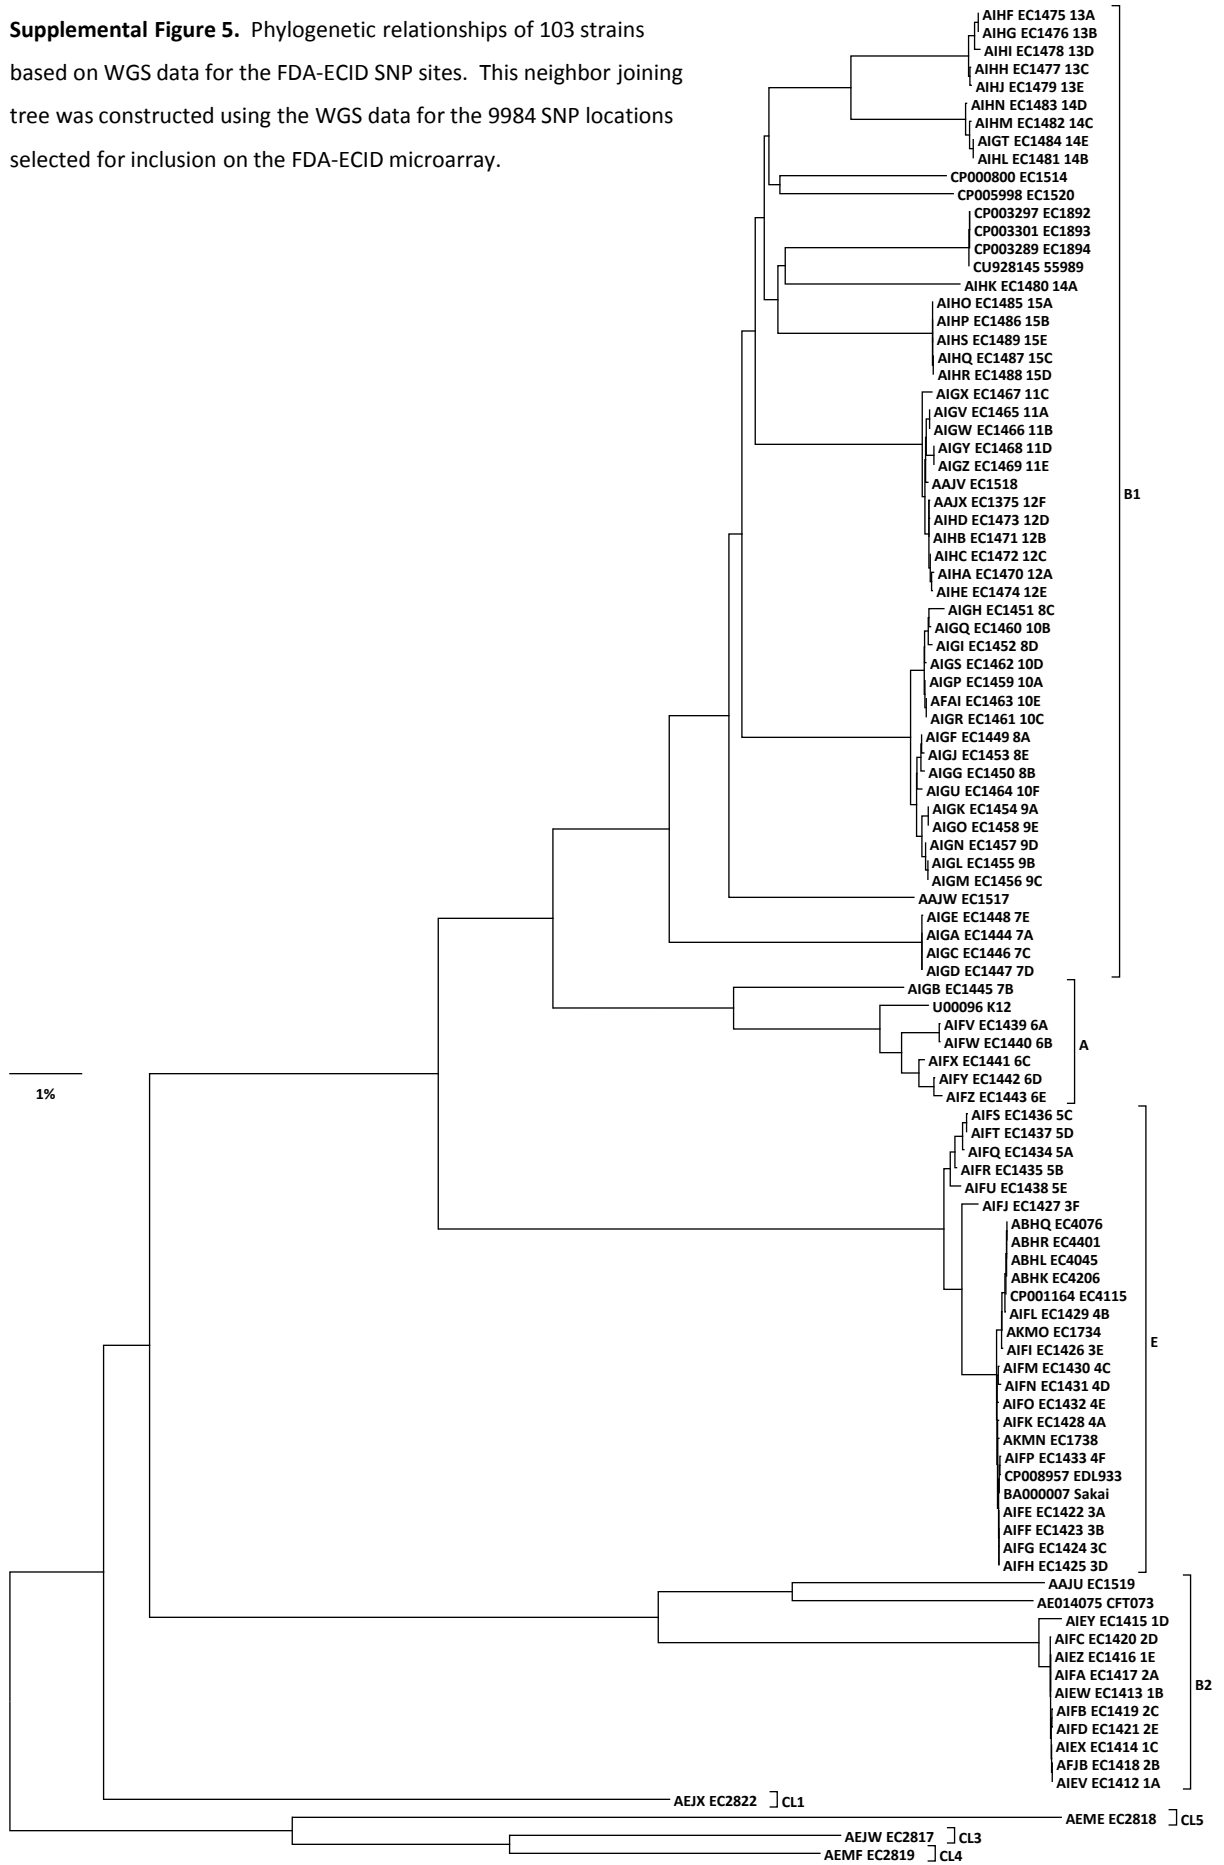 Supplemental Figure 5. Phylogenetic relationships of 103 strains
based on WGS data for the FDA-ECID SNP sites. This neighbor joining
tree was constructed using the WGS data for the 9984 SNP locations
selected for inclusion on the FDA-ECID microarray.
AIHF EC1475 13A
AIHG EC1476 13B
AIHI EC1478 13D
AIHH EC1477 13C
AIHJ EC1479 13E
AIHN EC1483 14D
AIHM EC1482 14C
AIGT EC1484 14E
AIHL EC1481 14B
CP000800 EC1514
CP005998 EC1520
CP003297 EC1892
CP003301 EC1893
CP003289 EC1894
CU928145 55989
AIHK EC1480 14A
AIHO EC1485 15A
AIHP EC1486 15B
AIHS EC1489 15E
AIHQ EC1487 15C
AIHR EC1488 15D
AIGX EC1467 11C
AIGV EC1465 11A
AIGW EC1466 11B
AIGY EC1468 11D
AIGZ EC1469 11E
AAJV EC1518
B1
AAJX EC1375 12F
AIHD EC1473 12D
AIHB EC1471 12B
AIHC EC1472 12C
AIHA EC1470 12A
AIHE EC1474 12E
AIGH EC1451 8C
AIGQ EC1460 10B
AIGI EC1452 8D
AIGS EC1462 10D
AIGP EC1459 10A
AFAI EC1463 10E
AIGR EC1461 10C
AIGF EC1449 8A
AIGJ EC1453 8E
AIGG EC1450 8B
AIGU EC1464 10F
AIGK EC1454 9A
AIGO EC1458 9E
AIGN EC1457 9D
AIGL EC1455 9B
AIGM EC1456 9C
AAJW EC1517
AIGE EC1448 7E
AIGA EC1444 7A
AIGC EC1446 7C
AIGD EC1447 7D
AIGB EC1445 7B
U00096 K12
AIFV EC1439 6A
AIFW EC1440 6B
A
AIFX EC1441 6C
AIFY EC1442 6D
1%
AIFZ EC1443 6E
AIFS EC1436 5C
AIFT EC1437 5D
AIFQ EC1434 5A
AIFR EC1435 5B
AIFU EC1438 5E
AIFJ EC1427 3F
ABHQ EC4076
ABHR EC4401
ABHL EC4045
ABHK EC4206
CP001164 EC4115
AIFL EC1429 4B
AKMO EC1734
E
AIFI EC1426 3E
AIFM EC1430 4C
AIFN EC1431 4D
AIFO EC1432 4E
AIFK EC1428 4A
AKMN EC1738
AIFP EC1433 4F
CP008957 EDL933
BA000007 Sakai
AIFE EC1422 3A
AIFF EC1423 3B
AIFG EC1424 3C
AIFH EC1425 3D
AAJU EC1519
AE014075 CFT073
AIEY EC1415 1D
AIFC EC1420 2D
AIEZ EC1416 1E
AIFA EC1417 2A
B2
AIEW EC1413 1B
AIFB EC1419 2C
AIFD EC1421 2E
AIEX EC1414 1C
AFJB EC1418 2B
AIEV EC1412 1A
AEJX EC2822 CL1
AEME EC2818 CL5
AEJW EC2817 CL3
AEMF EC2819 CL4